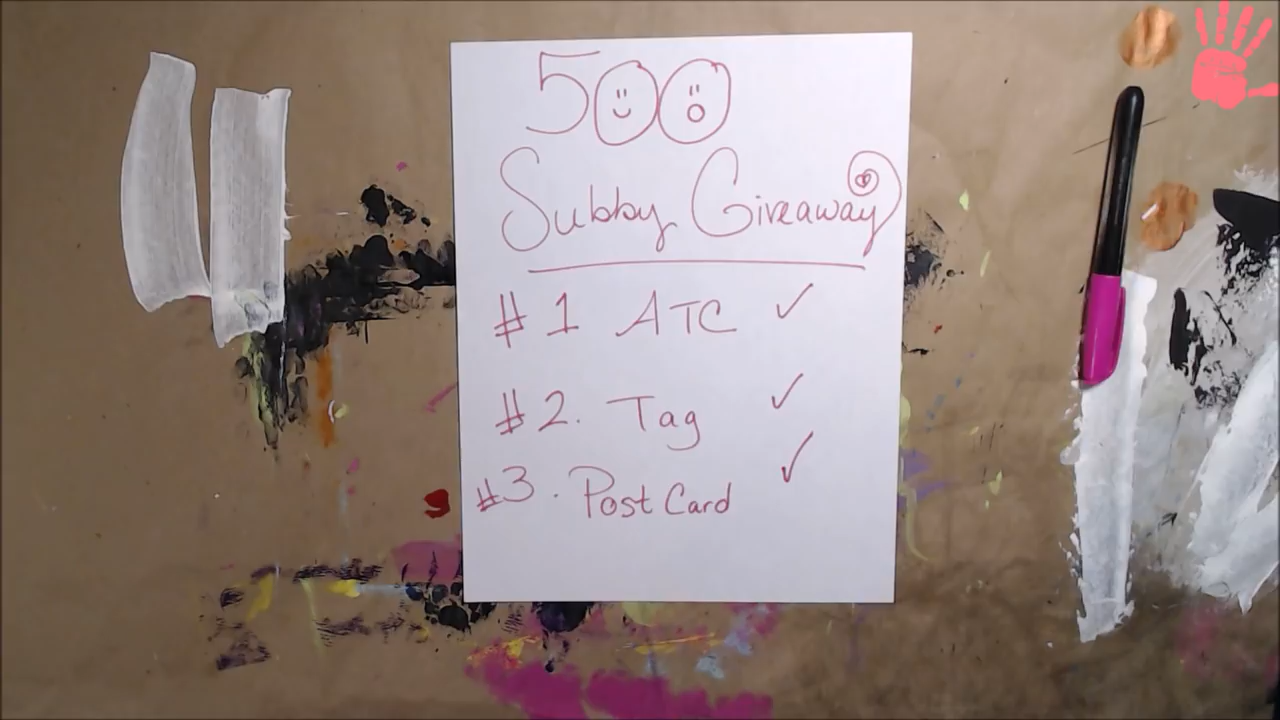 500
Subby Giveaway
#1 ATC ✓
#2. Tag ✓
#3. Post Card ✓